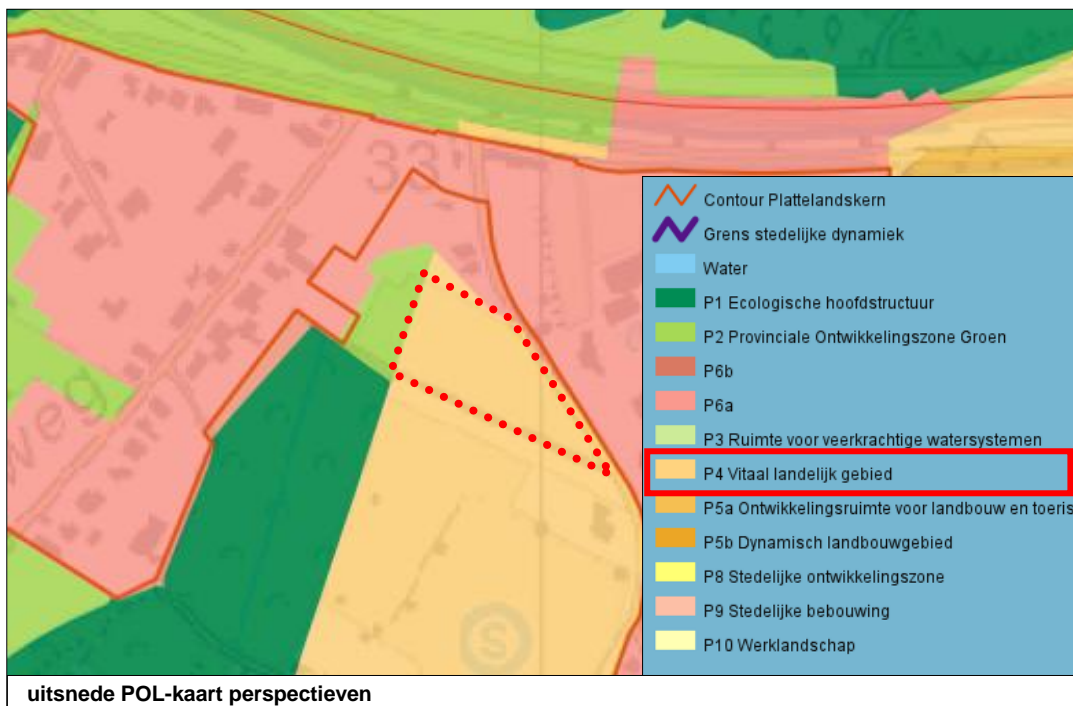 33
weg
Contour Plattelandskern
Grens stedelijke dynamiek
Water
P1 Ecologische hoofdstructuur
P2 Provinciale Ontwikkelingszone Groen
P6b
P6a
P3 Ruimte voor veerkrachtige watersystemen
P4 Vitaal landelijk gebied
P5a Ontwikkelingsruimte voor landbouw en toeris
P5b Dynamisch landbouwgebied
P8 Stedelijke ontwikkelingszone
P9 Stedelijke bebouwing
P10 Werklandschap
S
uitsnede POL-kaart perspectieven